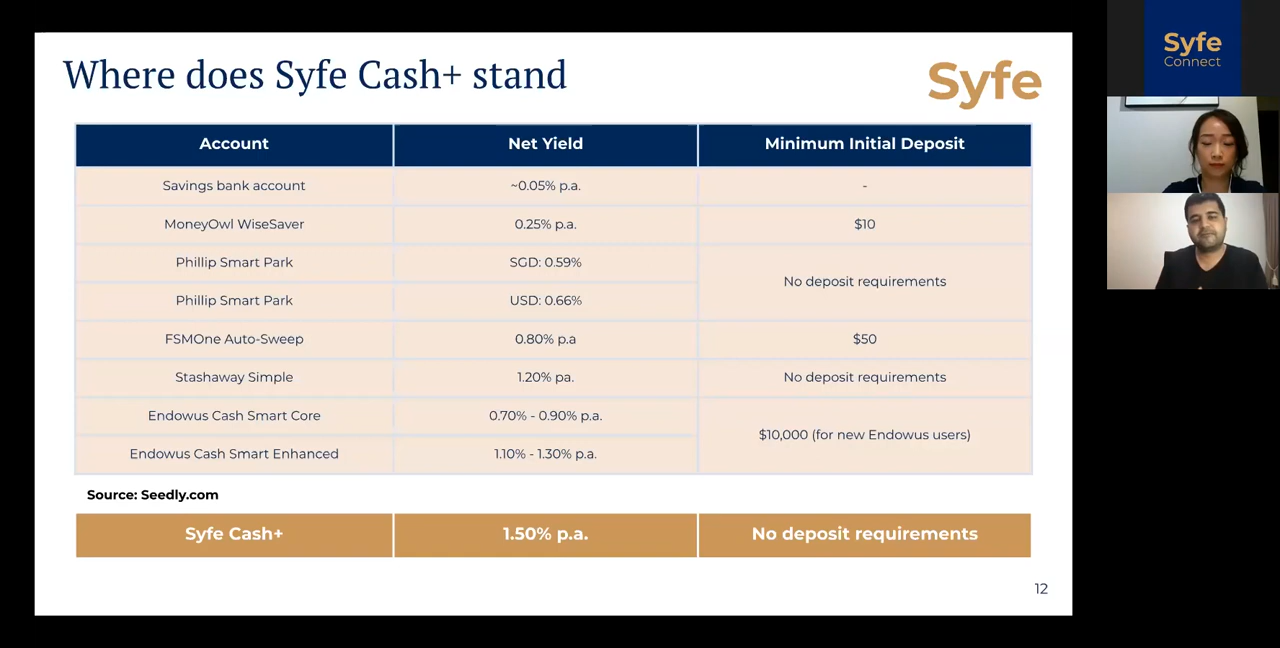 Where does Syfe Cash+ stand
Syfe
Syfe
Connect
Account Net Yield Minimum Initial Deposit
Savings bank account ~0.05% p.a. -
MoneyOwl WiseSaver 0.25% p.a. $10
Phillip Smart Park SGD: 0.59%
No deposit requirements
Phillip Smart Park USD: 0.66%
FSMOne Auto-Sweep 0.80% p.a $50
Stashaway Simple 1.20% pa. No deposit requirements
Endowus Cash Smart Core 0.70% - 0.90% p.a.
$10,000 (for new Endowus users)
Endowus Cash Smart Enhanced 1.10% - 1.30% p.a.
Source: Seedly.com
Syfe Cash+ 1.50% p.a. No deposit requirements
12